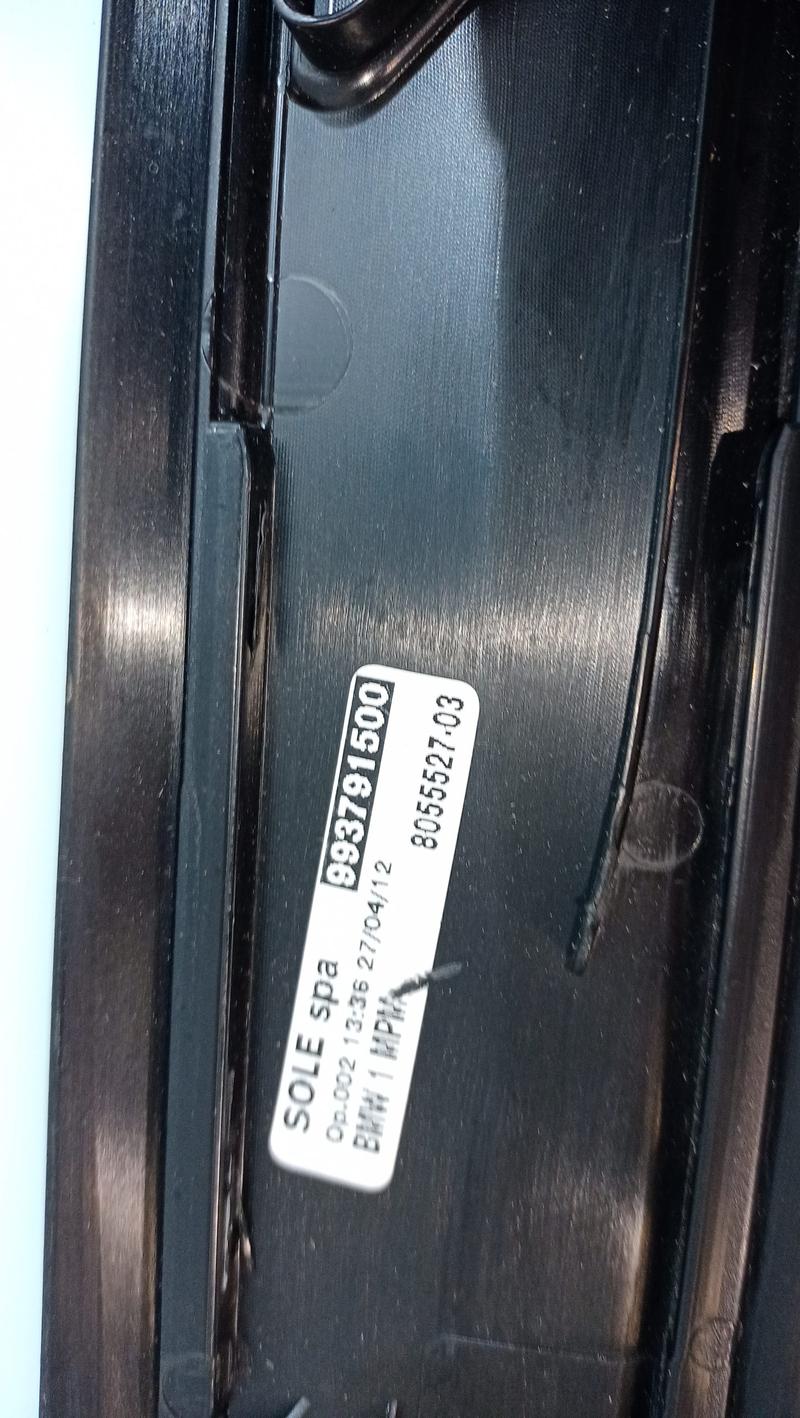 SOLE spa 993791500
Op.002 13:36 27/04/12
BMW 1 MPM 8055527-03